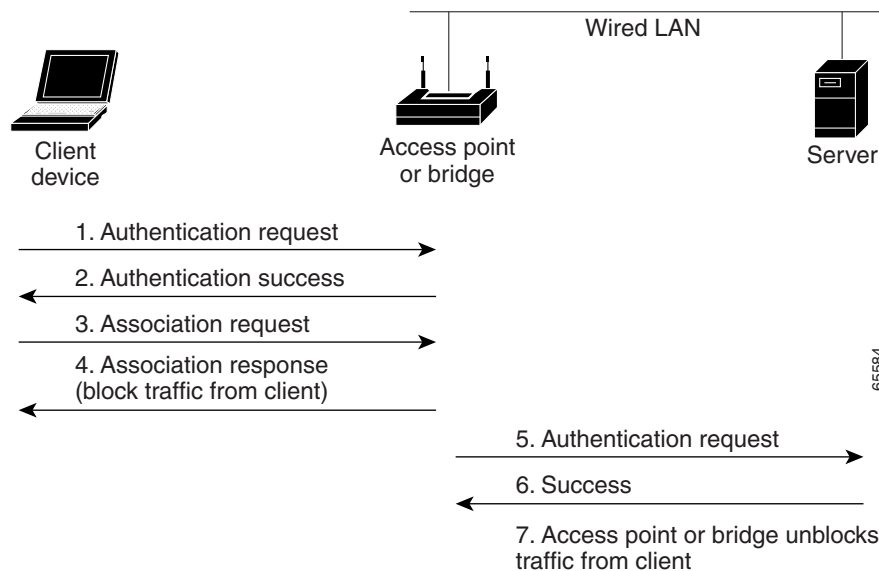 Wired LAN
Client
device
Access point
or bridge
Server
1. Authentication request
2. Authentication success
3. Association request
4. Association response
(block traffic from client)
65584
5. Authentication request
6. Success
7. Access point or bridge unblocks
traffic from client